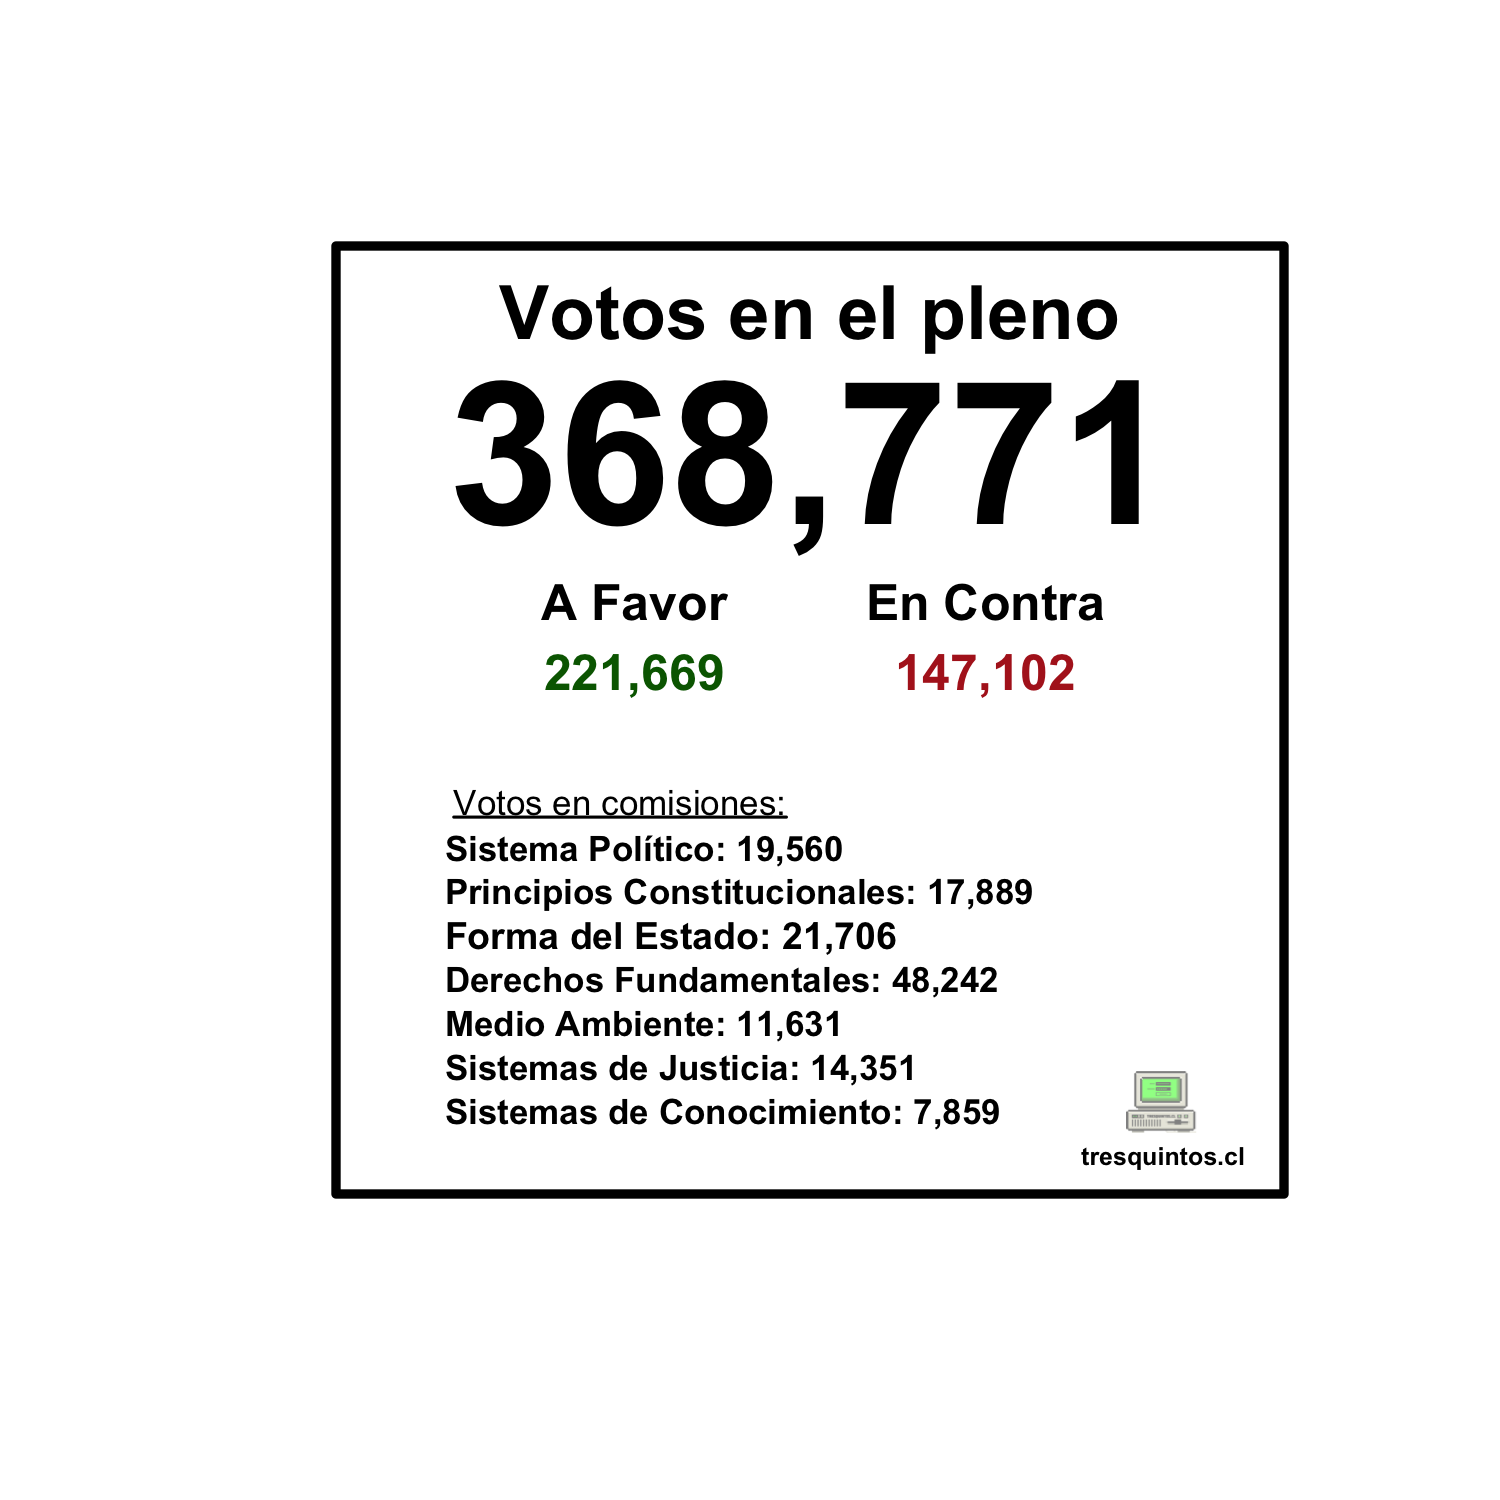 Votos en el pleno
368,771
A Favor
En Contra
221,669
147,102
Votos en comisiones:
Sistema Político: 19,560
Principios Constitucionales: 17,889
Forma del Estado: 21,706
Derechos Fundamentales: 48,242
Medio Ambiente: 11,631
Sistemas de Justicia: 14,351
Sistemas de Conocimiento: 7,859
tresquintos.cl